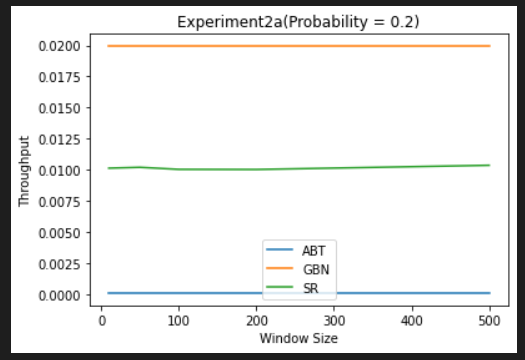 Experiment2a(Probability = 0.2)
0.0200
0.0175
0.0150
0.0125
0.0100
0.0075
0.0050
0.0025
0.0000
Throughput
ABT
GBN
SR
0 100 200 300 400 500
Window Size